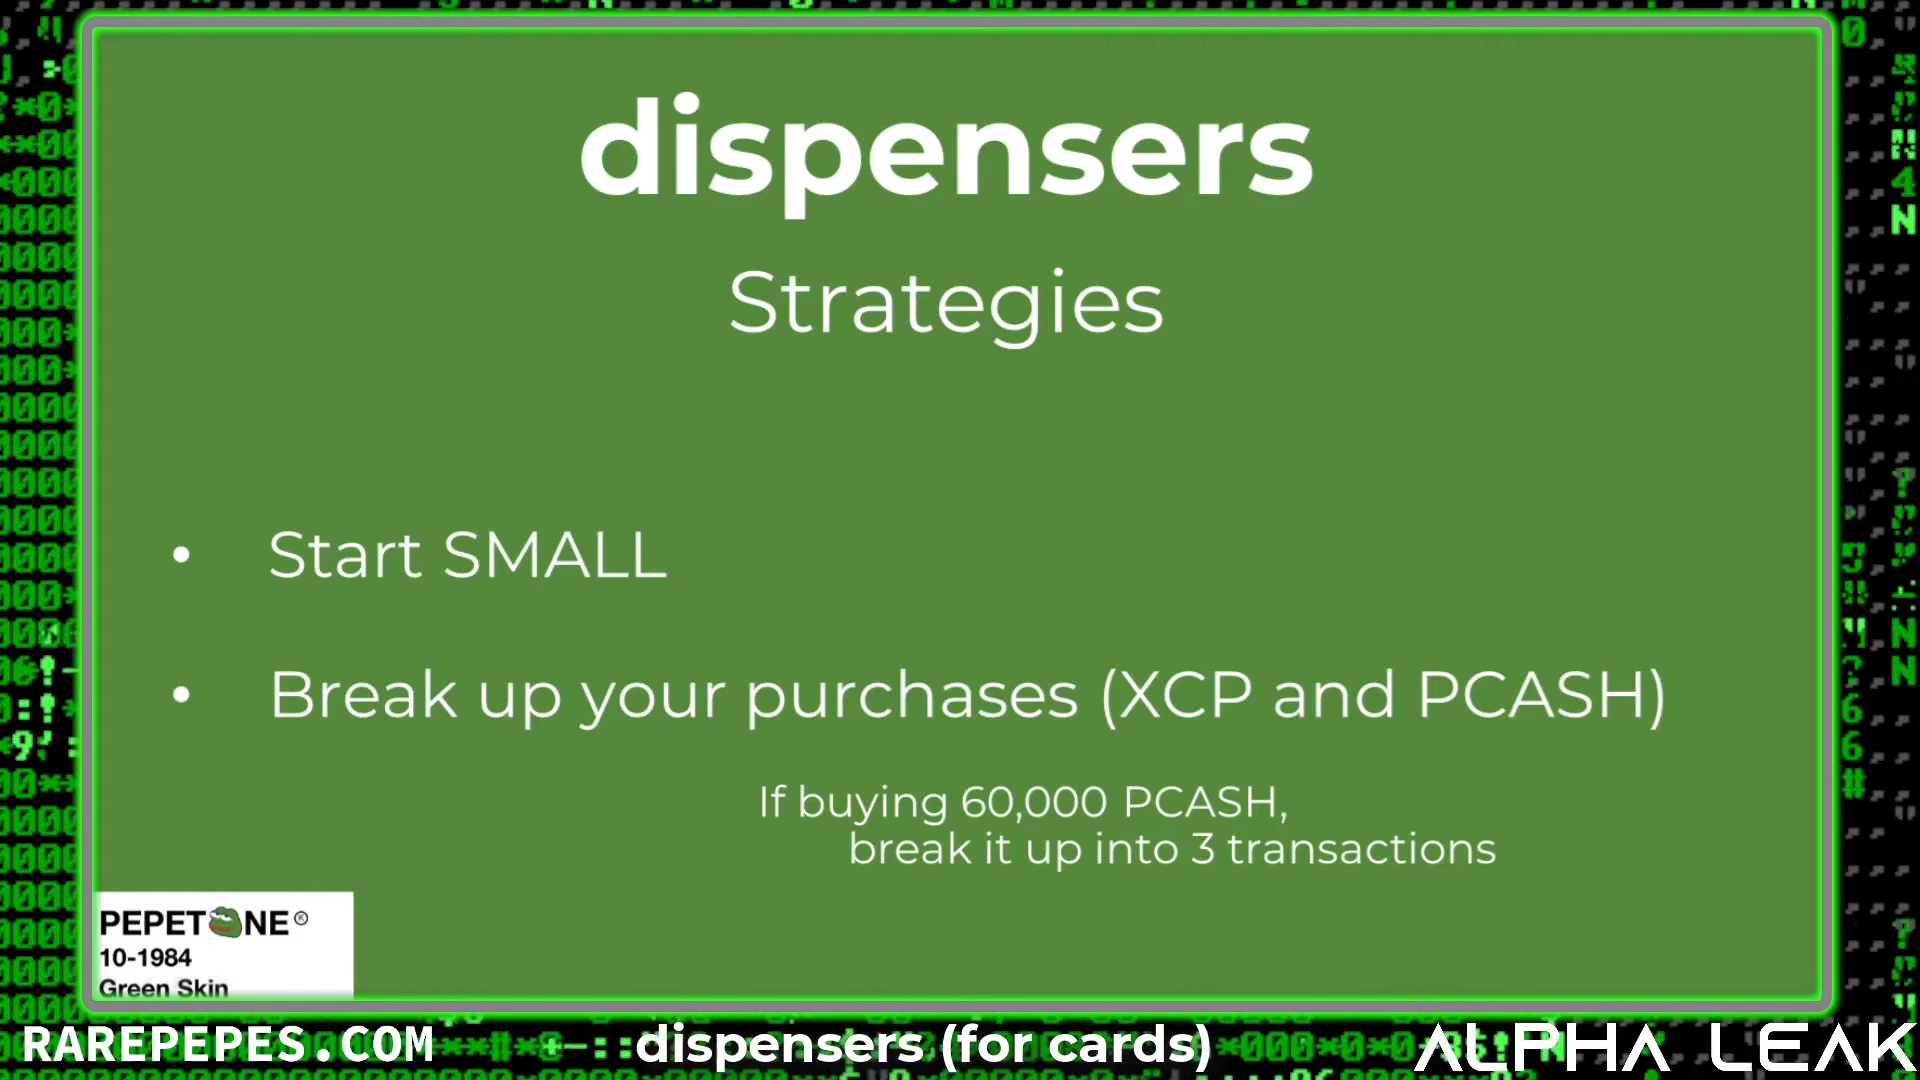 dispensers
Strategies
• Start SMALL
• Break up your purchases (XCP and PCASH)
If buying 60,000 PCASH,
break it up into 3 transactions
PEPETONE®
10-1984
Green Skin
RAREPEPES.COM
dispensers (for cards)
ALPHA LEAK